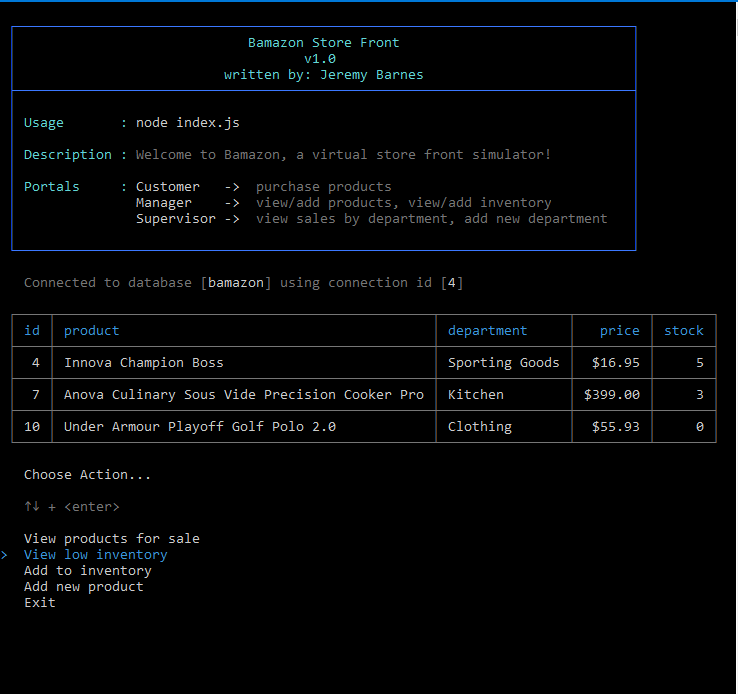 Bamazon Store Front
v1.0
written by: Jeremy Barnes
Usage : node index.js
Description : Welcome to Bamazon, a virtual store front simulator!
Portals : Customer -> purchase products
Manager -> view/add products, view/add inventory
Supervisor -> view sales by department, add new department
Connected to database [bamazon] using connection id [4]
id product department price stock
4 Innova Champion Boss Sporting Goods $16.95 5
7 Anova Culinary Sous Vide Precision Cooker Pro Kitchen $399.00 3
10 Under Armour Playoff Golf Polo 2.0 Clothing $55.93 0
Choose Action...
↑↓ + <enter>
View products for sale
> View low inventory
Add to inventory
Add new product
Exit